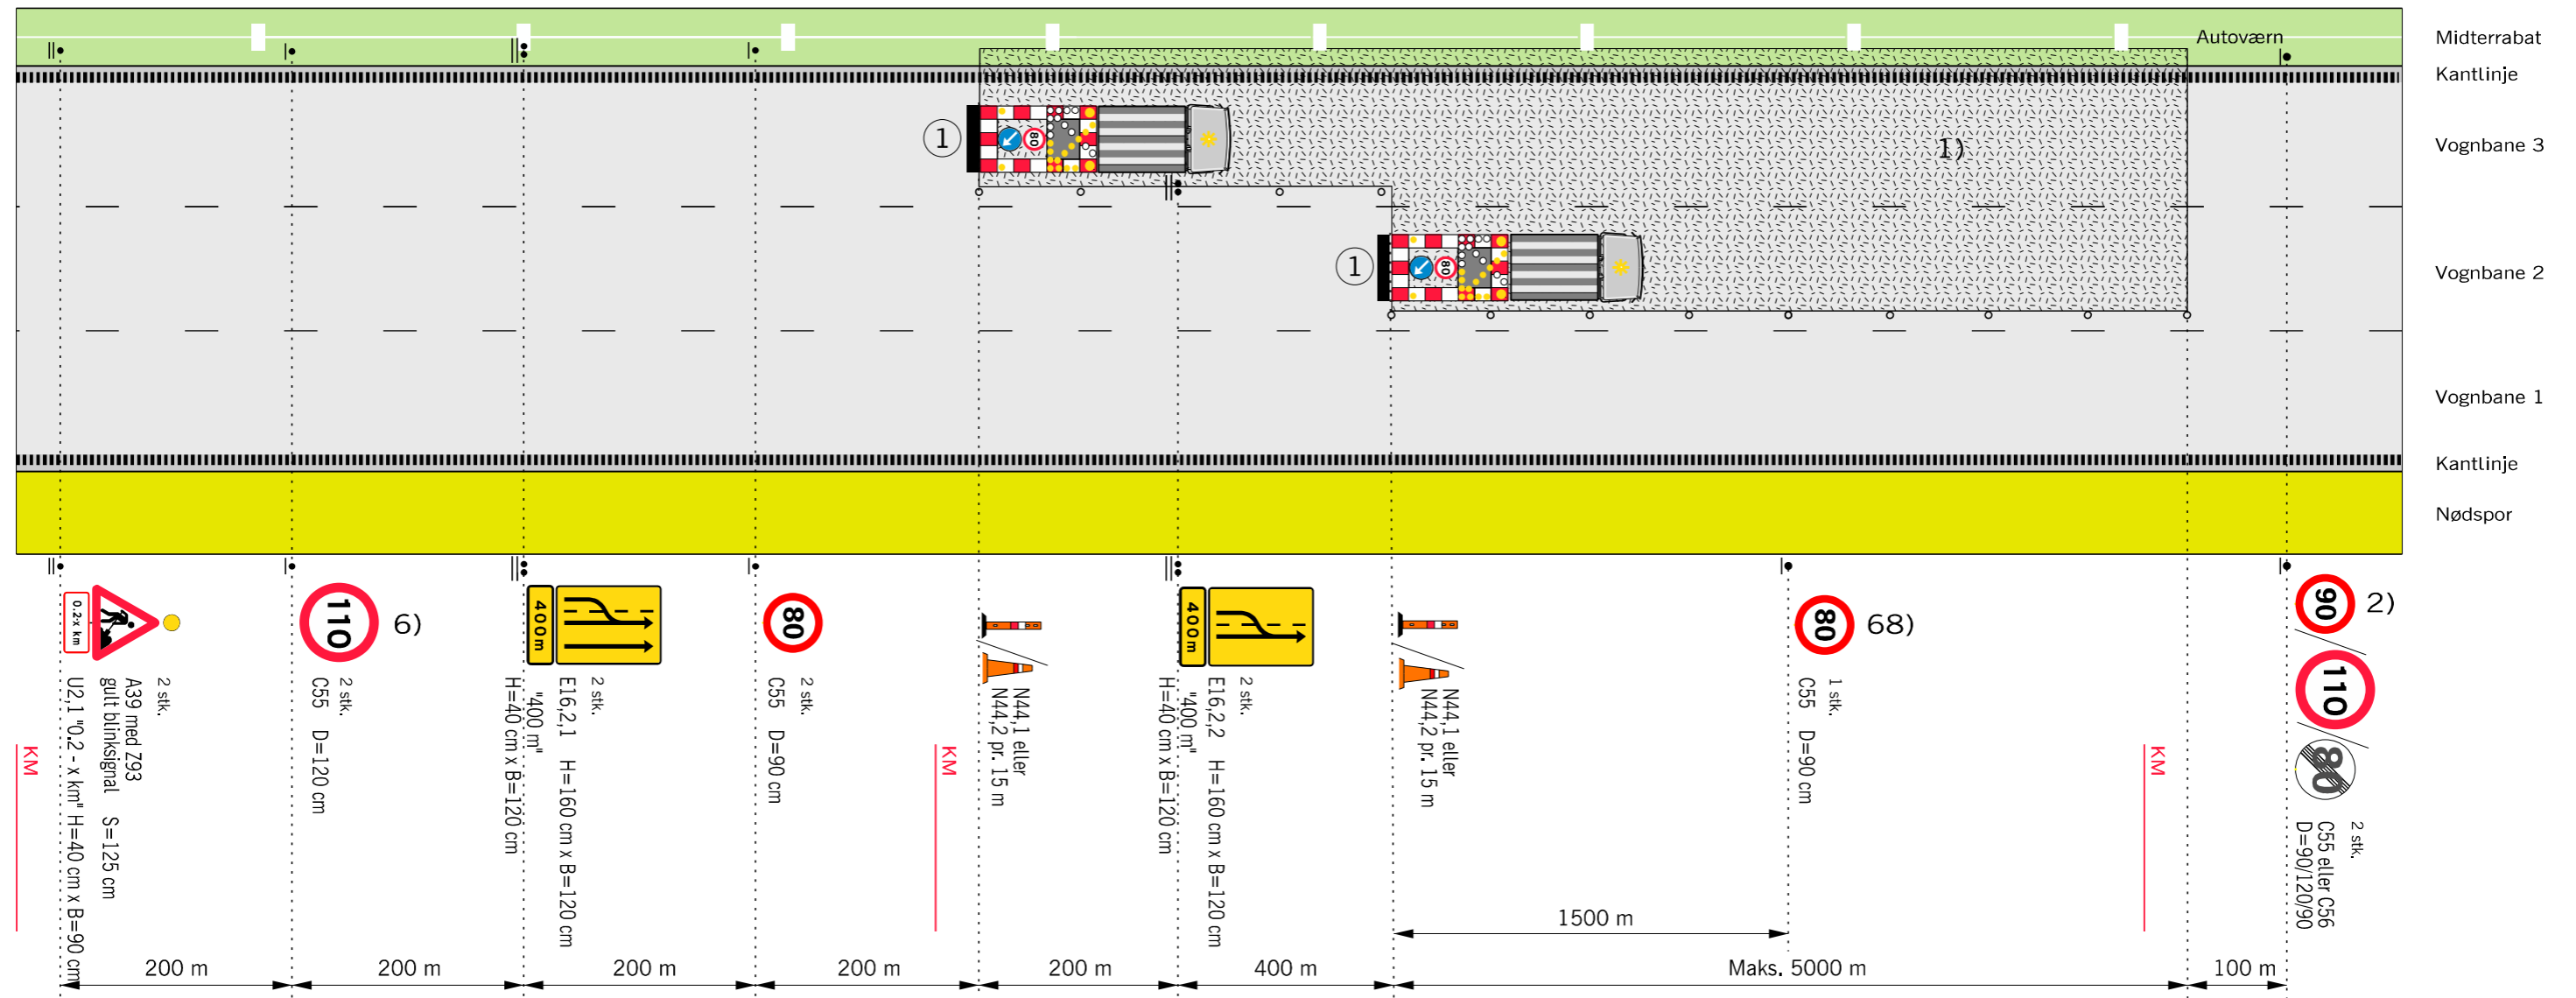 Autoværn
Midterrabat
Kantlinje
1
80
1)
Vognbane 3
1
80
Vognbane 2
Vognbane 1
Kantlinje
Nødspor
0.2-x km
2 stk.
A39 med Z93
gult blinksignal S=125 cm
U2,1 "0.2 - x km" H=40 cm x B=90 cm
KM
110
6)
2 stk.
C55 D=120 cm
400m
2 stk.
E16,2,1 H=160 cm x B=120 cm
"400 m"
H=40 cm x B=120 cm
80
2 stk.
C55 D=90 cm
KM
N44,1 eller
N44,2 pr. 15 m
400m
2 stk.
E16,2,2 H=160 cm x B=120 cm
"400 m"
H=40 cm x B=120 cm
N44,1 eller
N44,2 pr. 15 m
80
68)
1 stk.
C55 D=90 cm
KM
90
2)
110
80
2 stk.
C55 eller C56
D=90/120/90
1500 m
200 m
200 m
200 m
200 m
200 m
400 m
Maks. 5000 m
100 m